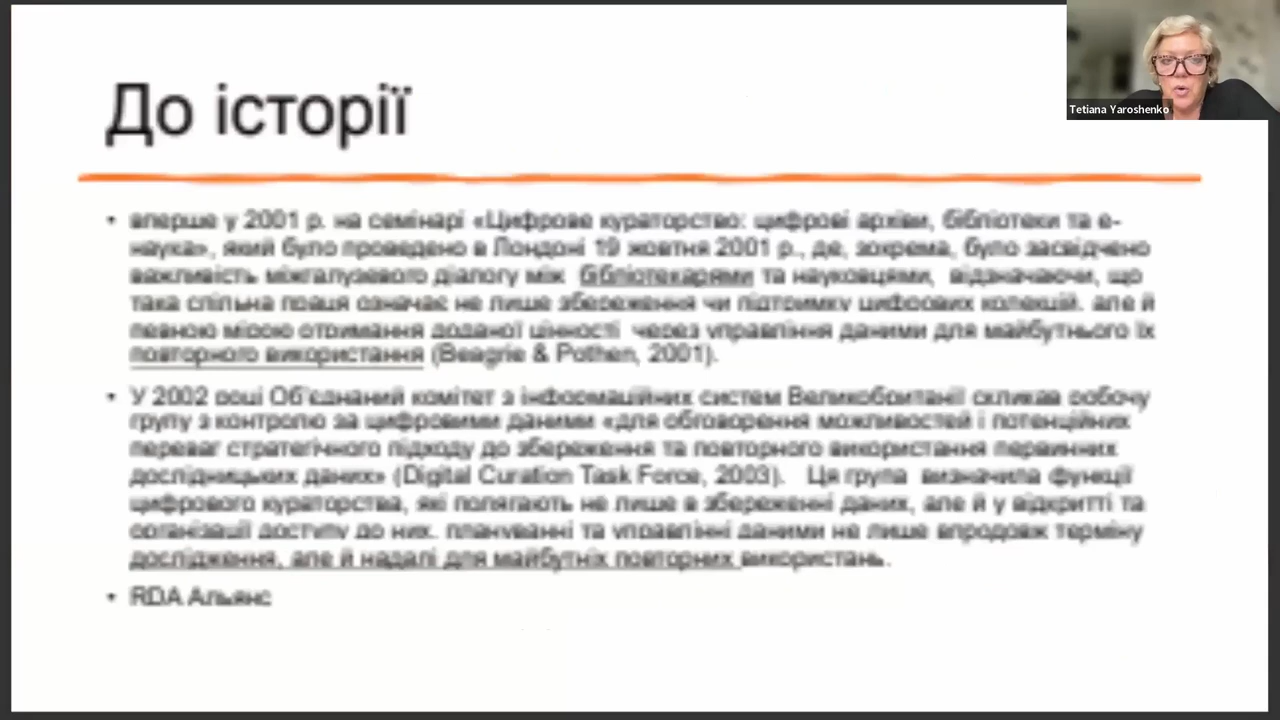 До історії
Tetiana Yaroshenko
• вперше у 2001 р. на семінарі «Цифрове кураторство: цифрові архіви, бібліотеки та е-
наука», який було проведено в Лондоні 19 жовтня 2001 р., де, зокрема, було засвідчено
важливість міжгалузевого діалогу між бібліотекарями та науковцями, відзначаючи, що
така спільна праця означає не лише збереження чи підтримку цифрових колекцій, але й
певною мірою отримання доданої цінності через управління даними для майбутнього їх
повторного використання (Beagrie & Pothen, 2001).
• У 2002 році Об'єднаний комітет з інформаційних систем Великобританії скликав робочу
групу з контролю за цифровими даними «для обговорення можливостей і потенційних
переваг стратегічного підходу до збереження та повторного використання первинних
дослідницьких даних» (Digital Curation Task Force, 2003). Ця група визначила функції
цифрового кураторства, які полягають не лише в збереженні даних, але й у відкритті та
організації доступу до них, плануванні та управлінні даними не лише впродовж терміну
дослідження, але й надалі для майбутніх повторних використань.
• RDA Альянс